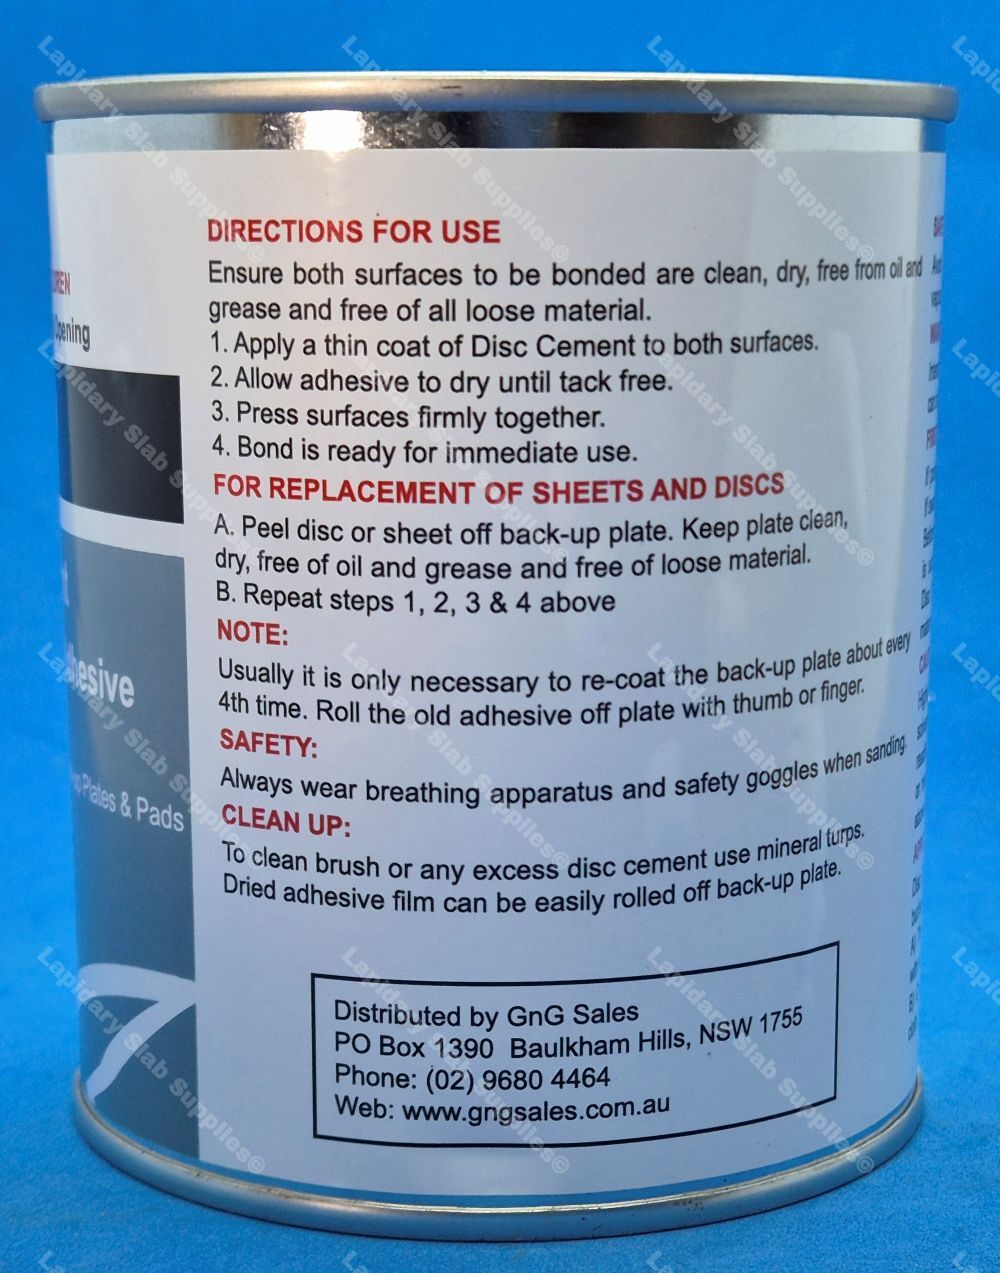 DIRECTIONS FOR USE
Ensure both surfaces to be bonded are clean, dry, free from oil and
grease and free of all loose material.
1. Apply a thin coat of Disc Cement to both surfaces.
2. Allow adhesive to dry until tack free.
3. Press surfaces firmly together.
4. Bond is ready for immediate use.
FOR REPLACEMENT OF SHEETS AND DISCS
A. Peel disc or sheet off back-up plate. Keep plate clean,
dry, free of oil and grease and free of loose material.
B. Repeat steps 1, 2, 3 & 4 above
NOTE:
Usually it is only necessary to re-coat the back-up plate about every
4th time. Roll the old adhesive off plate with thumb or finger.
SAFETY:
Always wear breathing apparatus and safety goggles when sanding.
CLEAN UP:
To clean brush or any excess disc cement use mineral turps.
Dried adhesive film can be easily rolled off back-up plate.
Distributed by GnG Sales
PO Box 1390 Baulkham Hills, NSW 1755
Phone: (02) 9680 4464
Web: www.gngsales.com.au
Plates & Pads
7
Lapidary Slab Supplies©